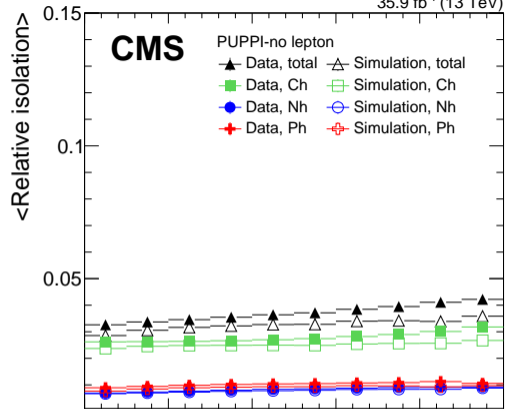 35.9 fb⁻¹ (13 TeV)
0.15
CMS
PUPPI-no lepton
Data, total Simulation, total
Data, Ch Simulation, Ch
Data, Nh Simulation, Nh
Data, Ph Simulation, Ph
<Relative isolation>
0.1
0.05